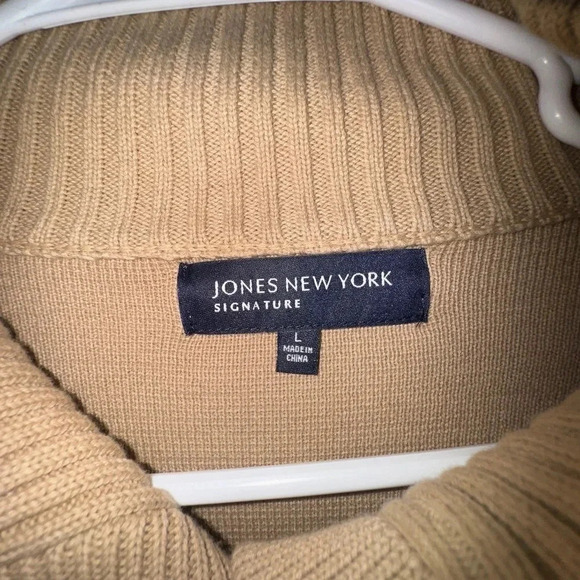 JONES NEW YORK
SIGNATURE
L
MADE IN
CHINA